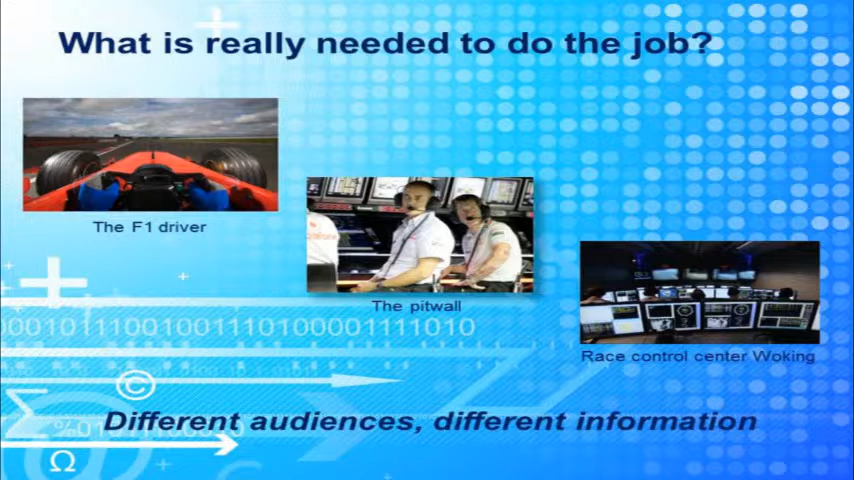 What is really needed to do the job?
The F1 driver
The pitwall
Race control center Woking
00010111001001110100001111010
©
Different audiences, different information
Ω